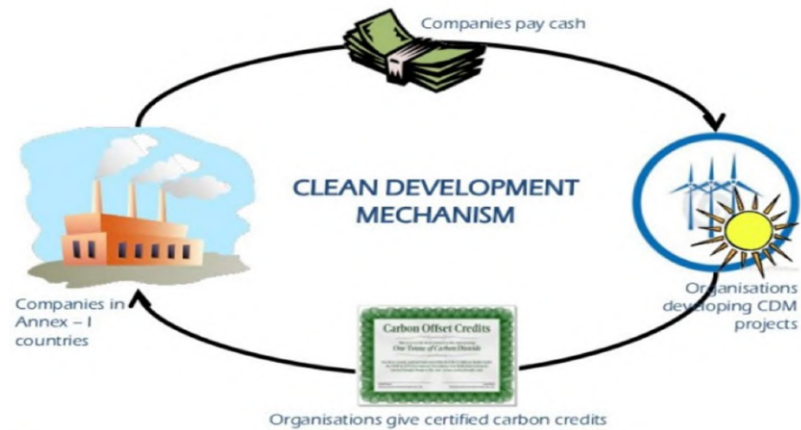 Companies pay cash
CLEAN DEVELOPMENT
MECHANISM
Companies in
Annex – I
countries
Organisations
developing CDM
projects
Carbon Offset Credits
One Tonne of Carbon Dioxide
Organisations give certified carbon credits